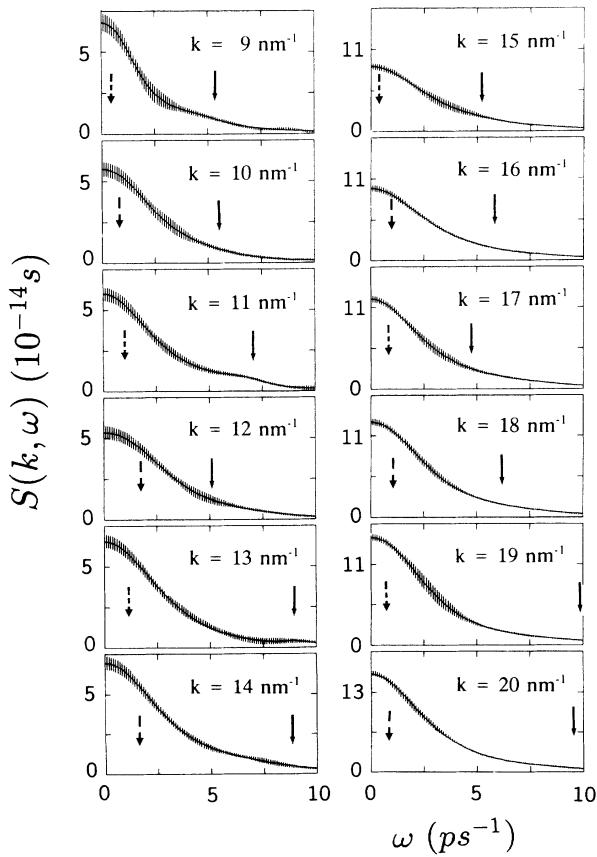 5
0
k = 9 nm⁻¹
5
0
k = 10 nm⁻¹
5
0
k = 11 nm⁻¹
5
0
k = 12 nm⁻¹
5
0
k = 13 nm⁻¹
5
0
k = 14 nm⁻¹
0 5 10
S(k, ω) (10⁻¹⁴s)
11
0
k = 15 nm⁻¹
11
0
k = 16 nm⁻¹
11
0
k = 17 nm⁻¹
11
0
k = 18 nm⁻¹
11
0
k = 19 nm⁻¹
13
0
k = 20 nm⁻¹
0 5 10
ω (ps⁻¹)